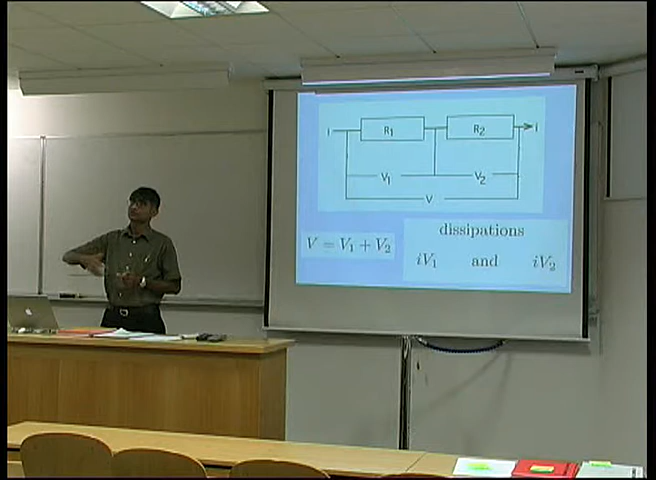 i R₁ R₂ i
V₁ V₂
V
V = V₁ + V₂
dissipations
iV₁ and iV₂